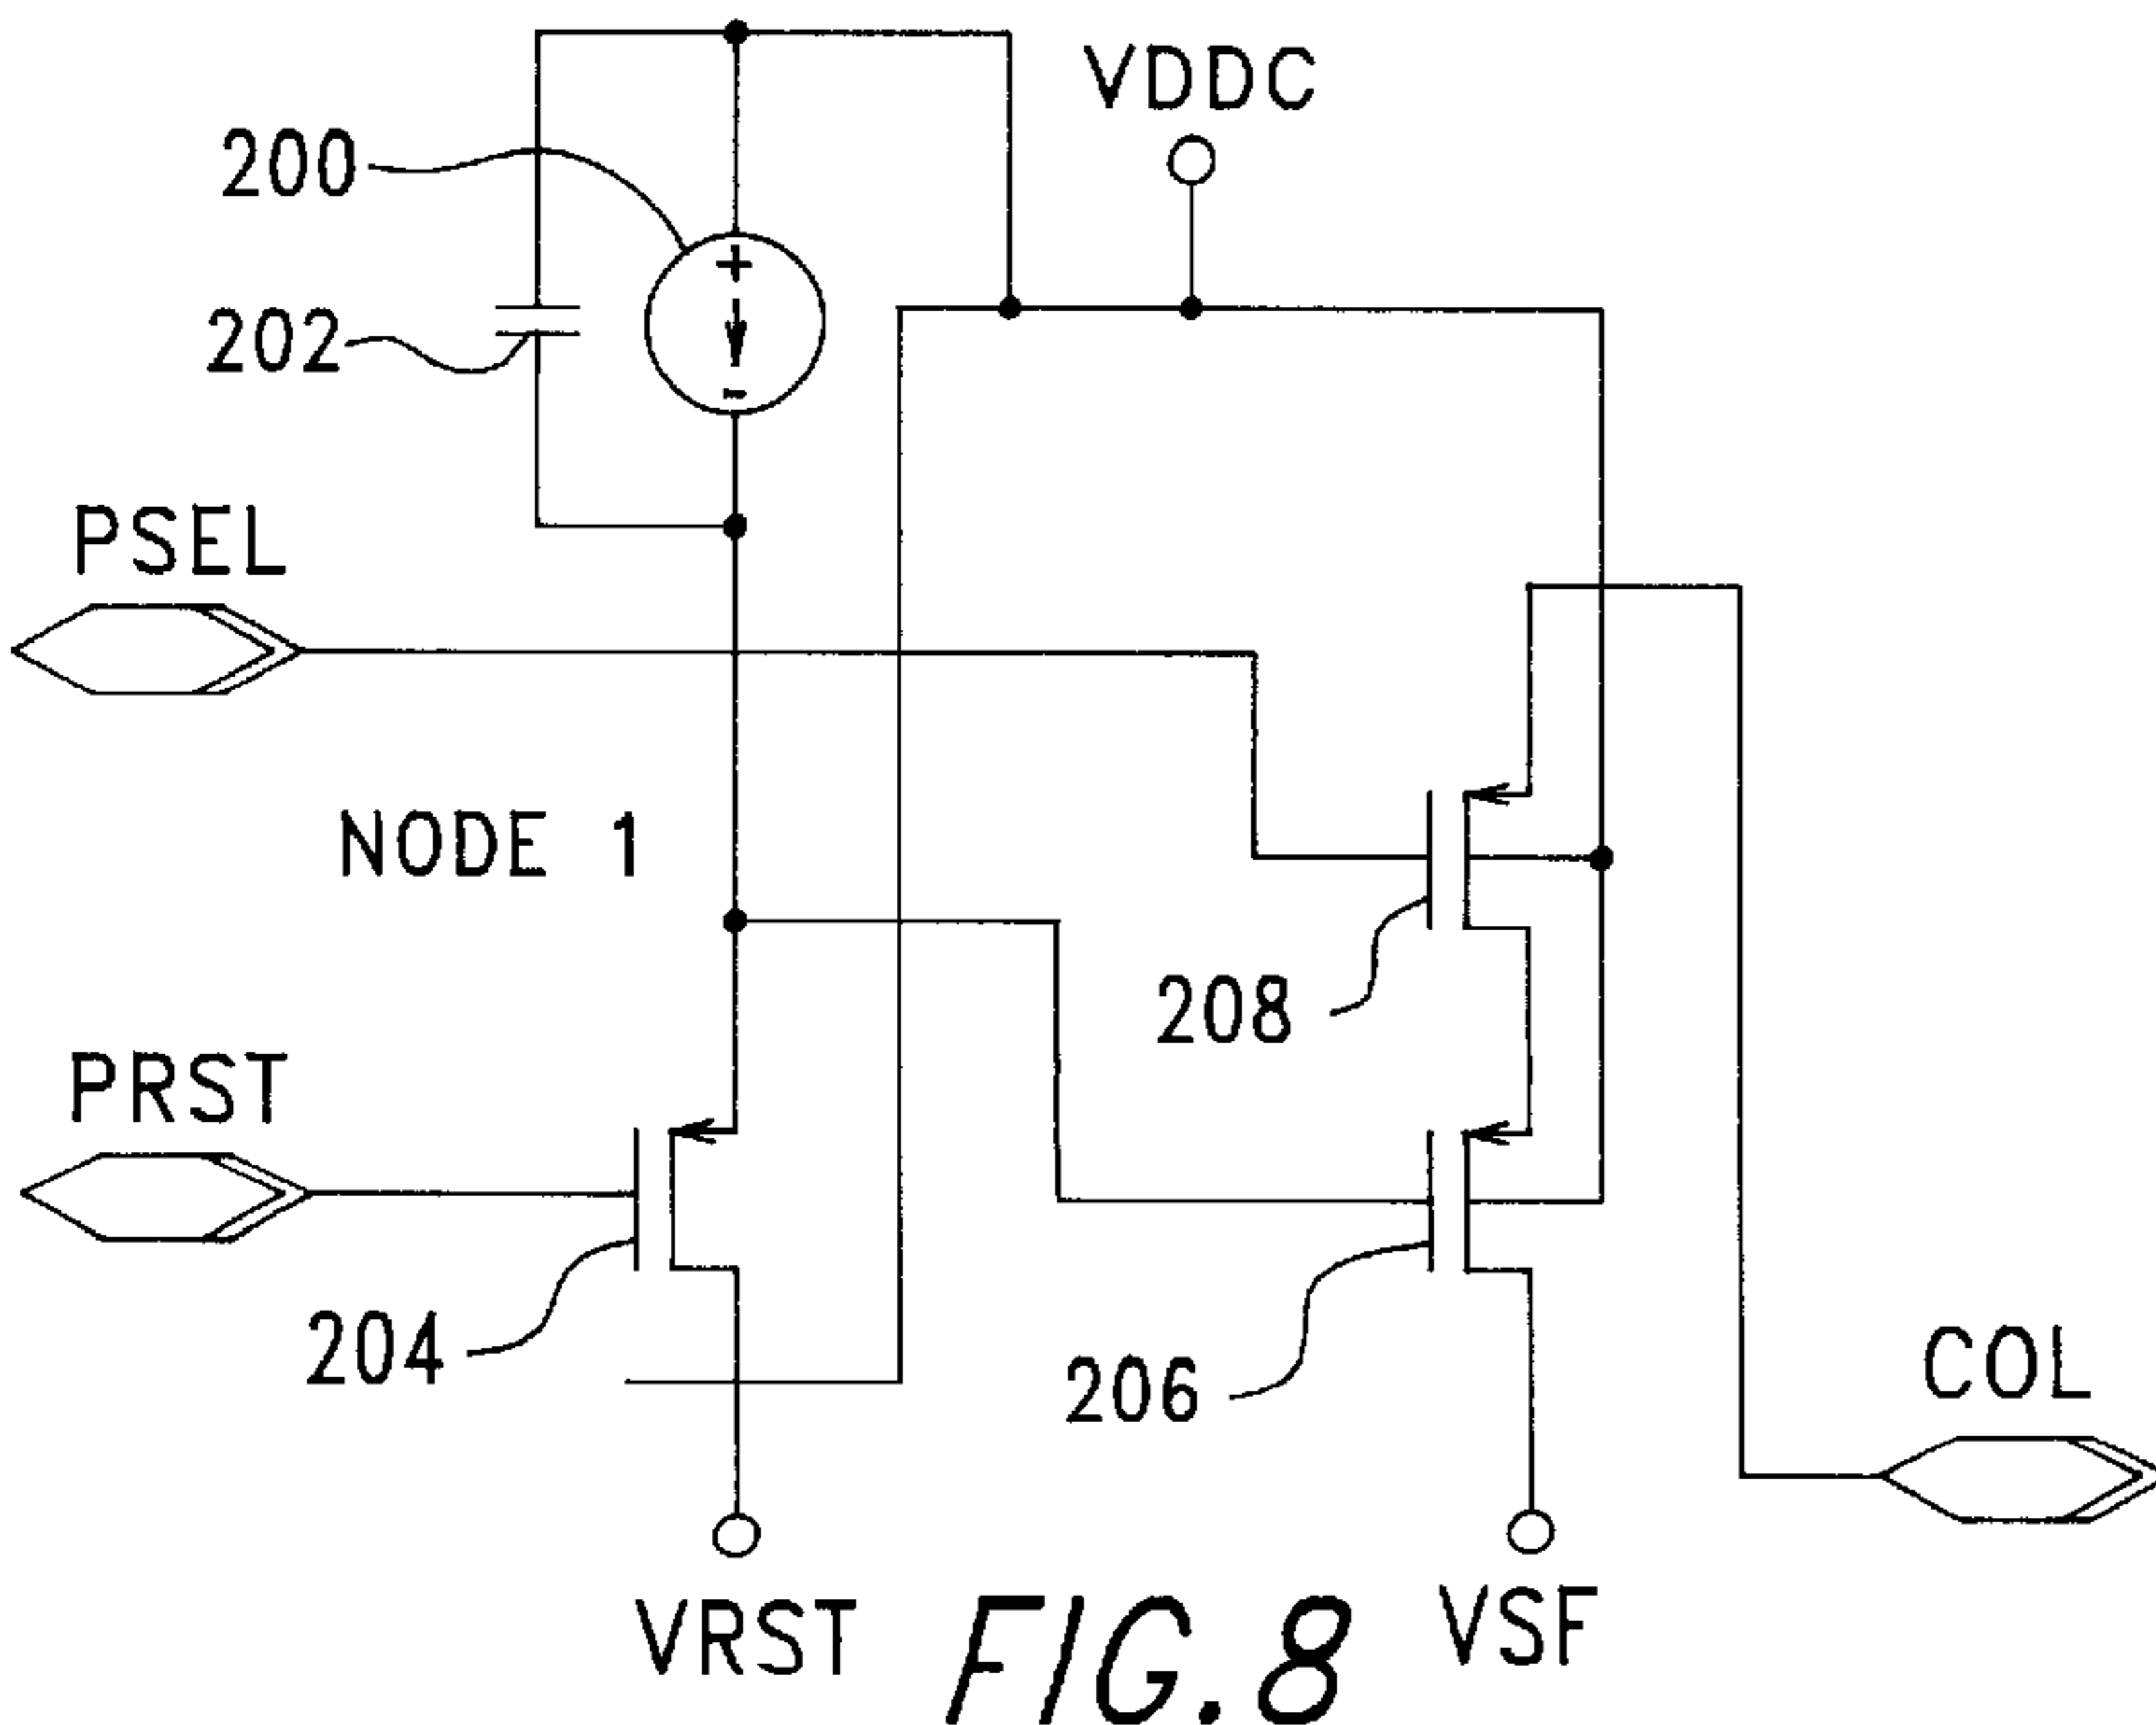 VDDC
200
202
PSEL
NODE 1
208
PRST
204
206
COL
VRST
VSF
FIG.8